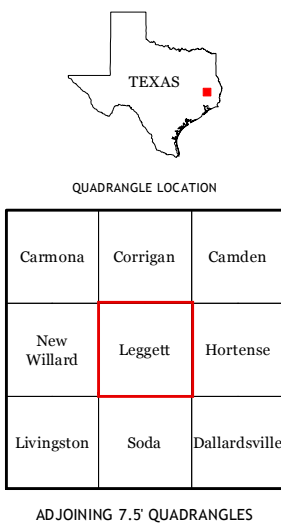 TEXAS
QUADRANGLE LOCATION
Carmona Corrigan Camden
New
Willard Leggett Hortense
Livingston Soda Dallardsville
ADJOINING 7.5' QUADRANGLES